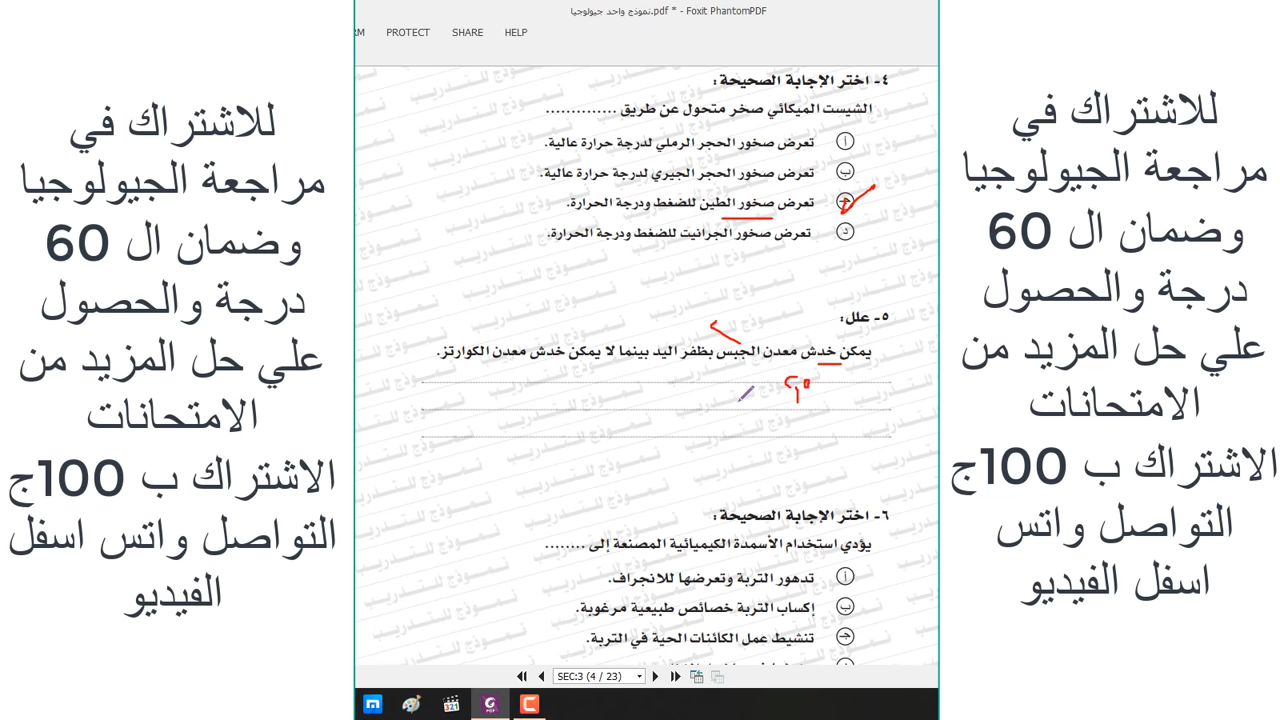 نموذج واحد جيولوجيا.pdf * - Foxit PhantomPDF
RM PROTECT SHARE HELP
للاشتراك في
مراجعة الجيولوجيا
وضمان ال 60
درجة والحصول
علي حل المزيد من
الامتحانات
الاشتراك ب 100ج
التواصل واتس اسفل
الفيديو
٤- اختر الإجابة الصحيحة:
الشيست الميكائي صخر متحول عن طريق ..............
أ تعرض صخور الحجر الرملي لدرجة حرارة عالية.
ب تعرض صخور الحجر الجيري لدرجة حرارة عالية.
جـ تعرض صخور الطين للضغط ودرجة الحرارة.
د تعرض صخور الجرانيت للضغط ودرجة الحرارة.
٥- علل:
يمكن خدش معدن الجبس بظفر اليد بينما لا يمكن خدش معدن الكوارتز.
٦- اختر الإجابة الصحيحة:
يؤدي استخدام الأسمدة الكيميائية المصنعة إلى ........
أ تدهور التربة وتعرضها للانجراف.
ب إكساب التربة خصائص طبيعية مرغوبة.
جـ تنشيط عمل الكائنات الحية في التربة.
SEC:3 (4 / 23)
للاشتراك في
مراجعة الجيولوجيا
وضمان ال 60
درجة والحصول
علي حل المزيد من
الامتحانات
الاشتراك ب 100ج
التواصل واتس
اسفل الفيديو
نموذج للتدريب